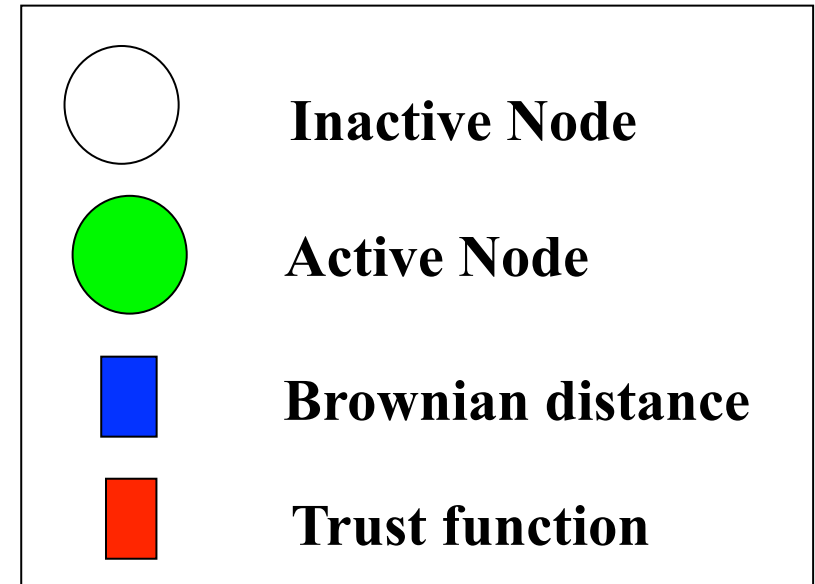 Inactive Node
Active Node
Brownian distance
Trust function